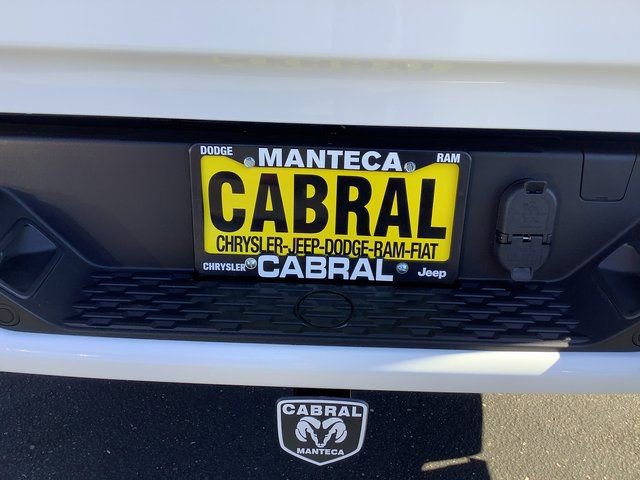 DODGE MANTECA RAM
CABRAL
CHRYSLER-JEEP-DODGE-RAM-FIAT
CHRYSLER CABRAL Jeep
CABRAL
MANTECA